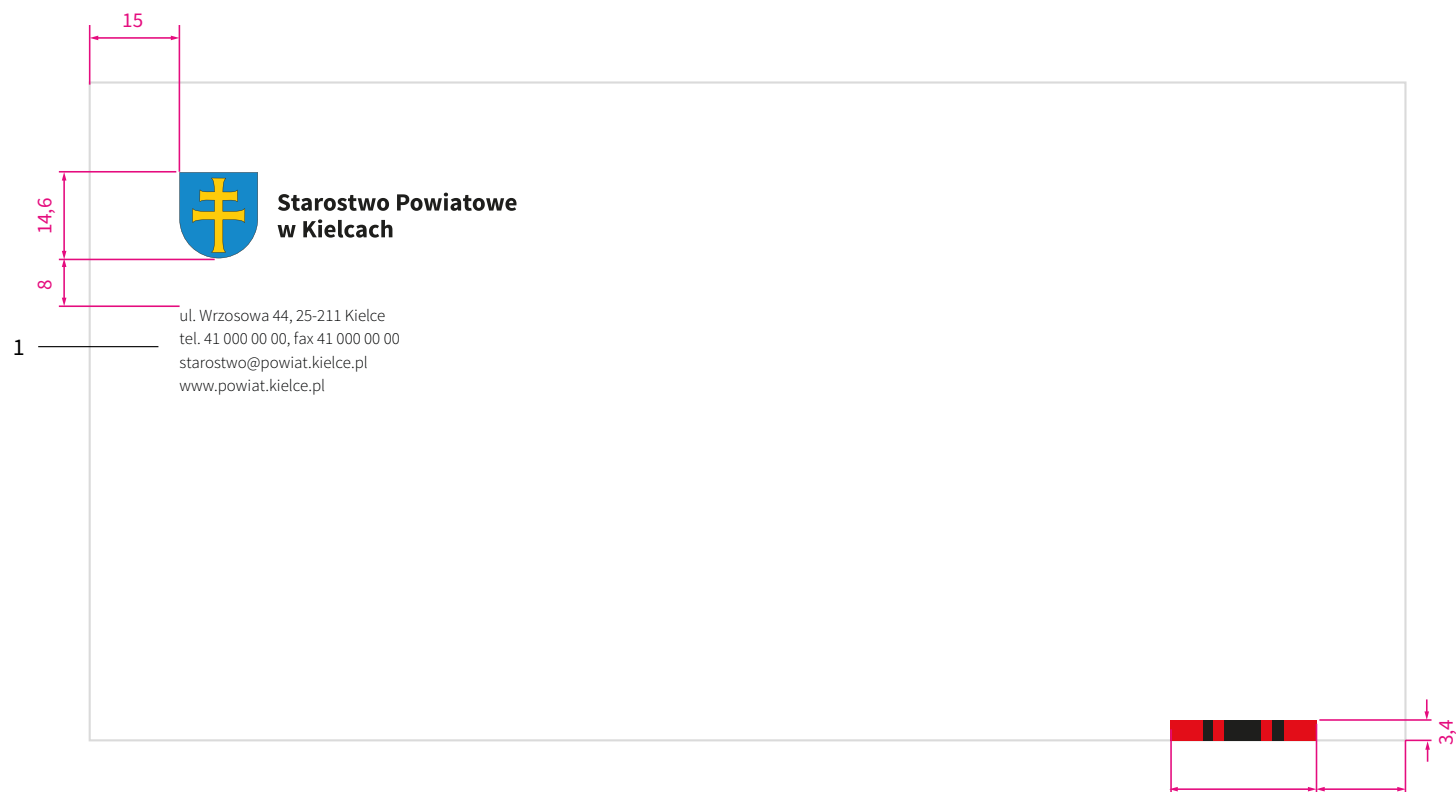 15
14,6
Starostwo Powiatowe
w Kielcach
8
ul. Wrzosowa 44, 25-211 Kielce
tel. 41 000 00 00, fax 41 000 00 00
1
starostwo@powiat.kielce.pl
www.powiat.kielce.pl
3,4